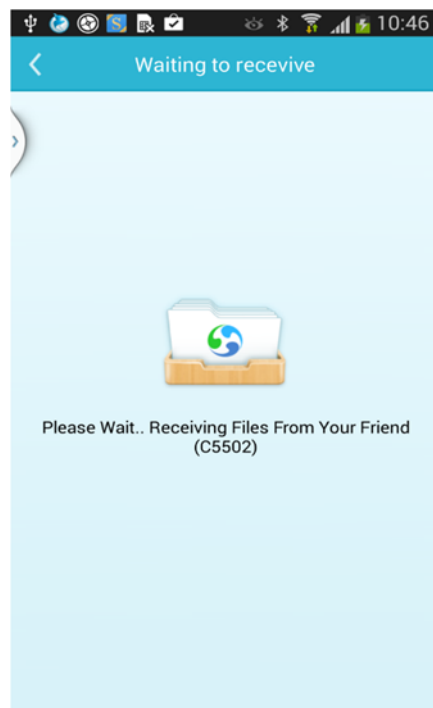 10:46
Waiting to recevive
Please Wait.. Receiving Files From Your Friend
(C5502)